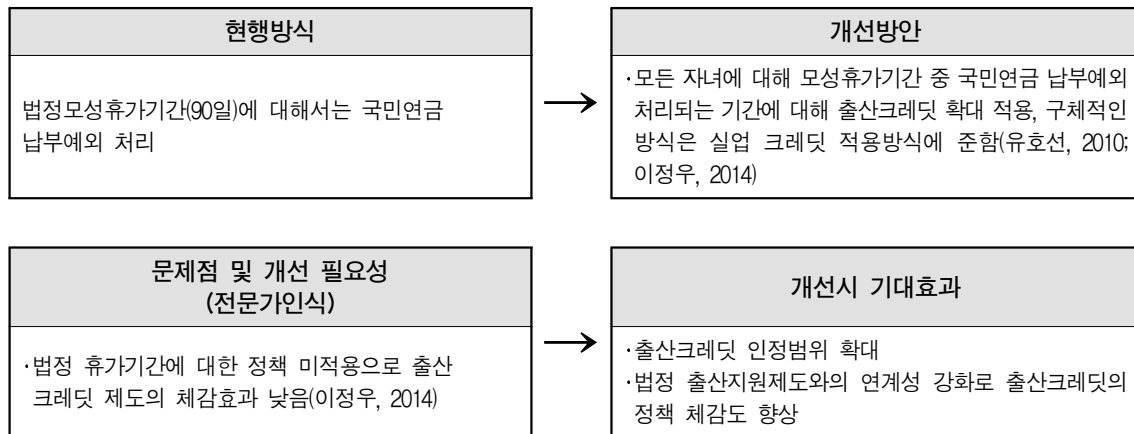 현행방식
법정모성휴가기간(90일)에 대해서는 국민연금
납부예외 처리
개선방안
·모든 자녀에 대해 모성휴가기간 중 국민연금 납부예외
처리되는 기간에 대해 출산크레딧 확대 적용, 구체적인
방식은 실업 크레딧 적용방식에 준함(유호선, 2010;
이정우, 2014)
문제점 및 개선 필요성
(전문가인식)
·법정 휴가기간에 대한 정책 미적용으로 출산
크레딧 제도의 체감효과 낮음(이정우, 2014)
개선시 기대효과
·출산크레딧 인정범위 확대
·법정 출산지원제도와의 연계성 강화로 출산크레딧의
정책 체감도 향상